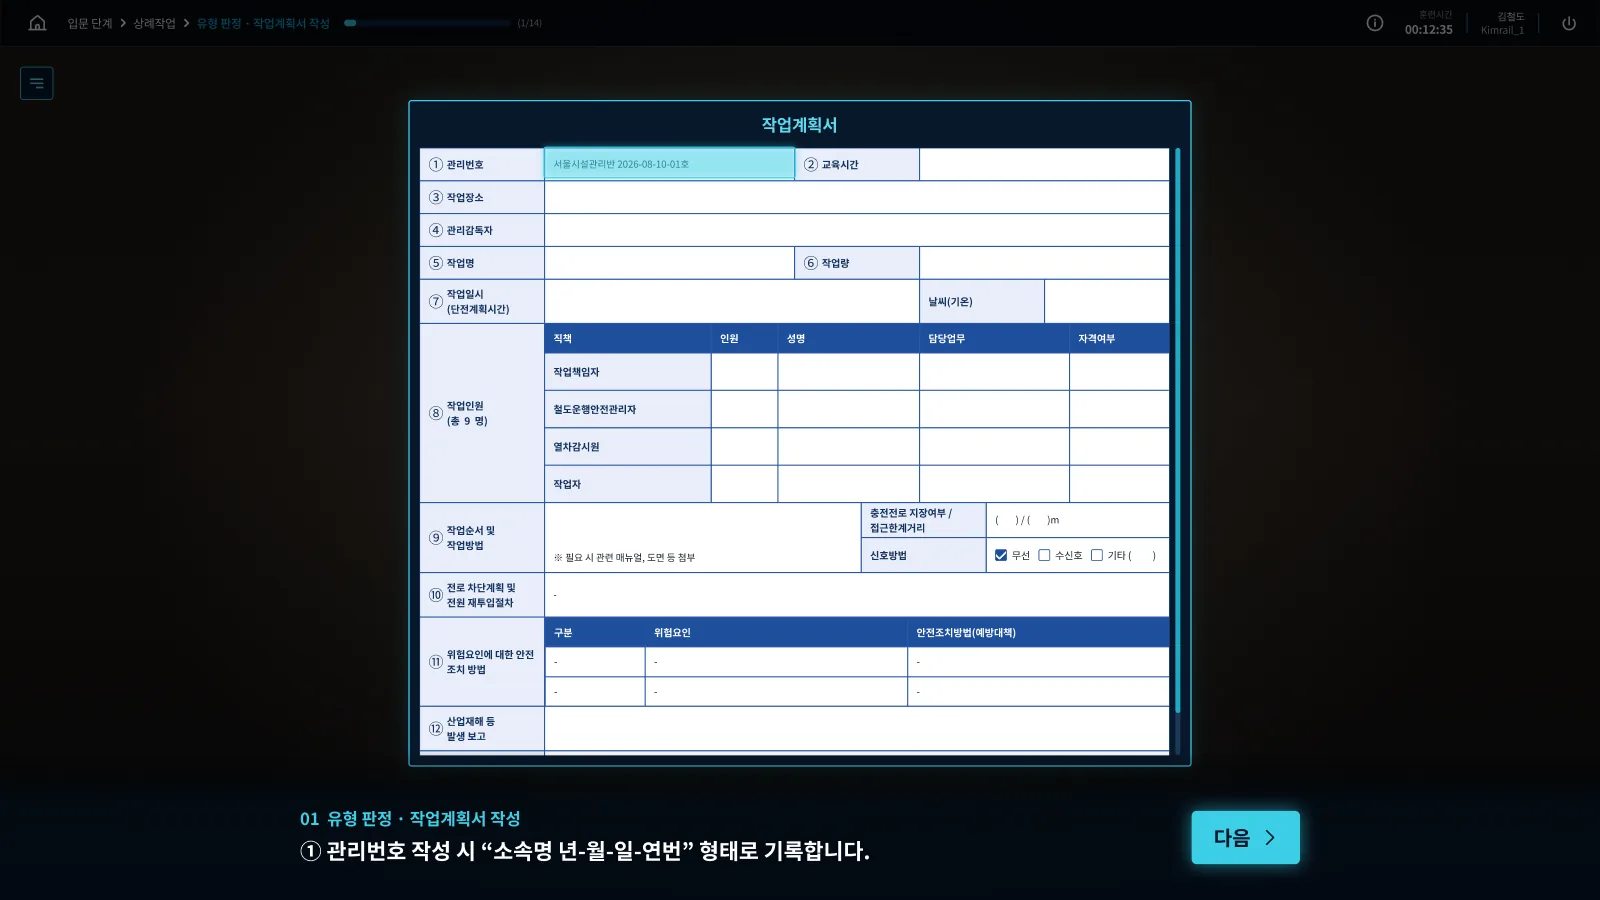 입문 단계 > 상례작업 > 유형 판정 · 작업계획서 작성 (1/14)
훈련시간
00:12:35
김철도
Kimrail_1
작업계획서
① 관리번호 서울시설관리반 2026-08-10-01호 ② 교육시간
③ 작업장소
④ 관리감독자
⑤ 작업명 ⑥ 작업량
⑦ 작업일시
(단전계획시간)
날씨(기온)
⑧ 작업인원
(총 9 명)
직책 인원 성명 담당업무 자격여부
작업책임자
철도운행안전관리자
열차감시원
작업자
⑨ 작업순서 및
작업방법
※ 필요 시 관련 매뉴얼, 도면 등 첨부
충전전로 지장여부 /
접근한계거리
( ) / ( )m
신호방법 무선 수신호 기타 ( )
⑩ 전로 차단계획 및
전원 재투입절차
-
⑪ 위험요인에 대한 안전
조치 방법
구분 위험요인 안전조치방법(예방대책)
- - -
- - -
⑫ 산업재해 등
발생 보고
01 유형 판정 · 작업계획서 작성
① 관리번호 작성 시 “소속명 년-월-일-연번” 형태로 기록합니다.
다음 >